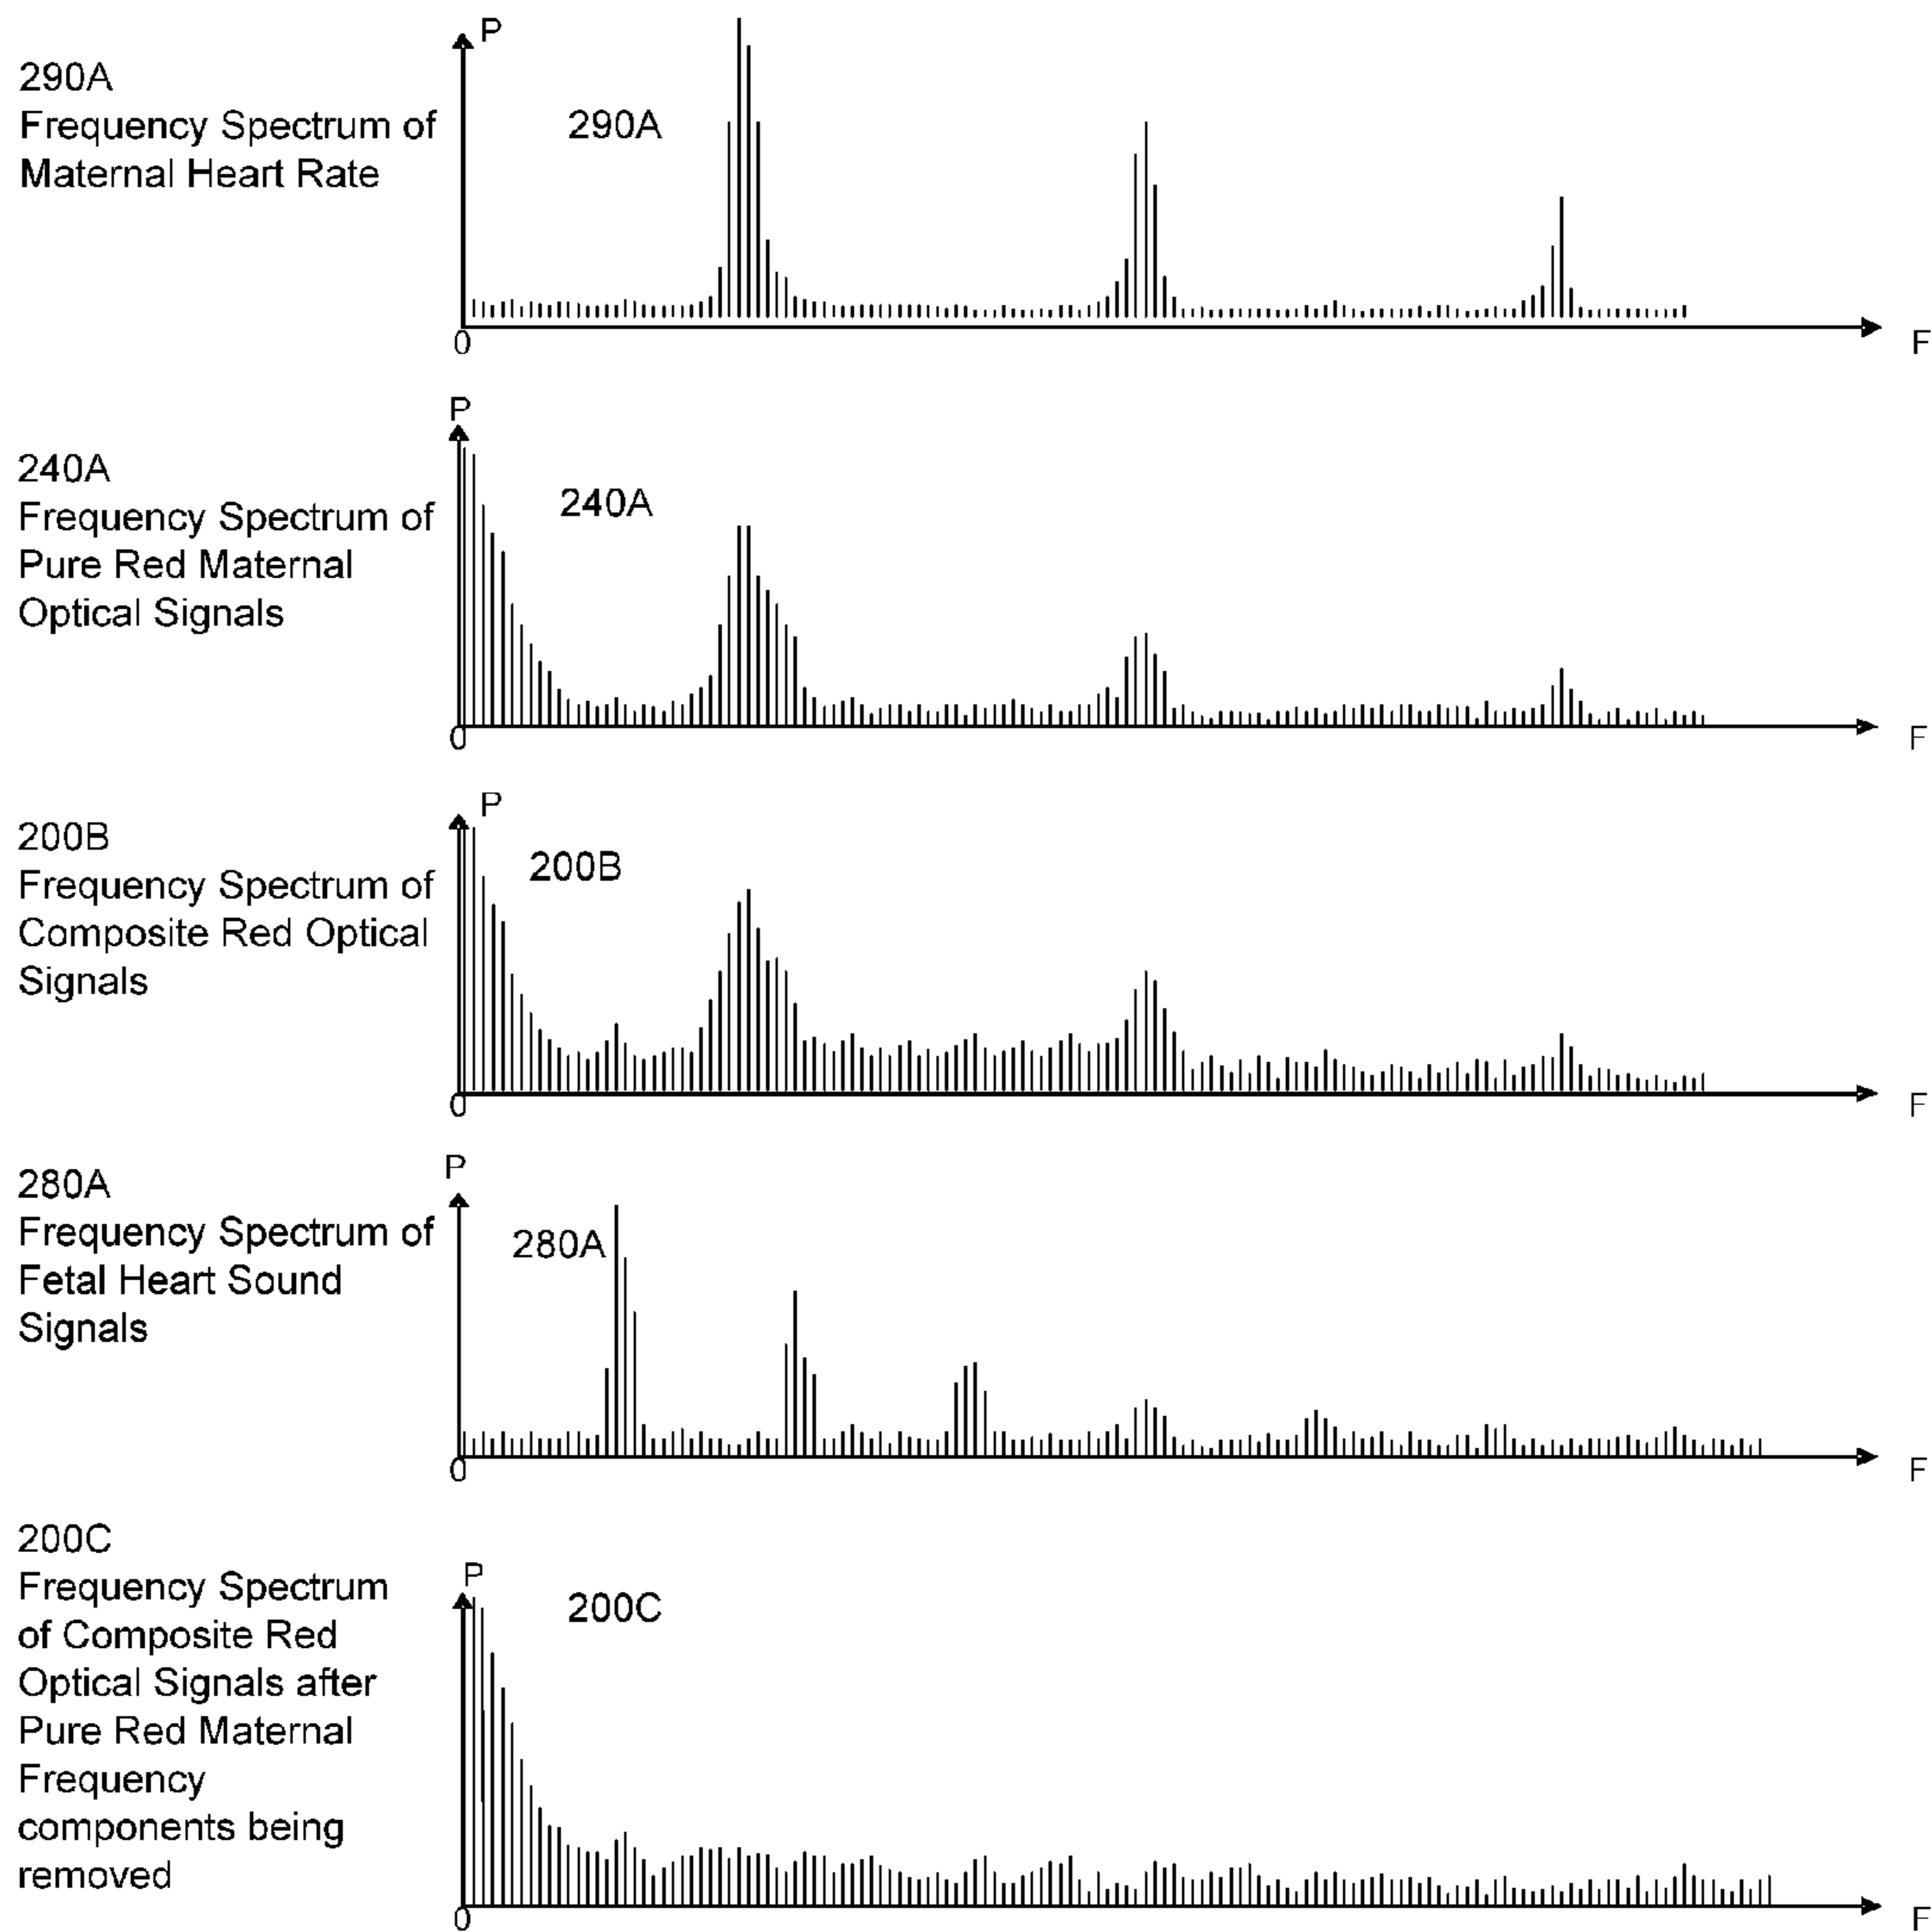 P
290A
Frequency Spectrum of
Maternal Heart Rate
290A
0
F
P
240A
Frequency Spectrum of
Pure Red Maternal
Optical Signals
240A
0
F
P
200B
Frequency Spectrum of
Composite Red Optical
Signals
200B
0
F
P
280A
Frequency Spectrum of
Fetal Heart Sound
Signals
280A
0
F
200C
Frequency Spectrum
of Composite Red
Optical Signals after
Pure Red Maternal
Frequency
components being
removed
P
200C
0
F